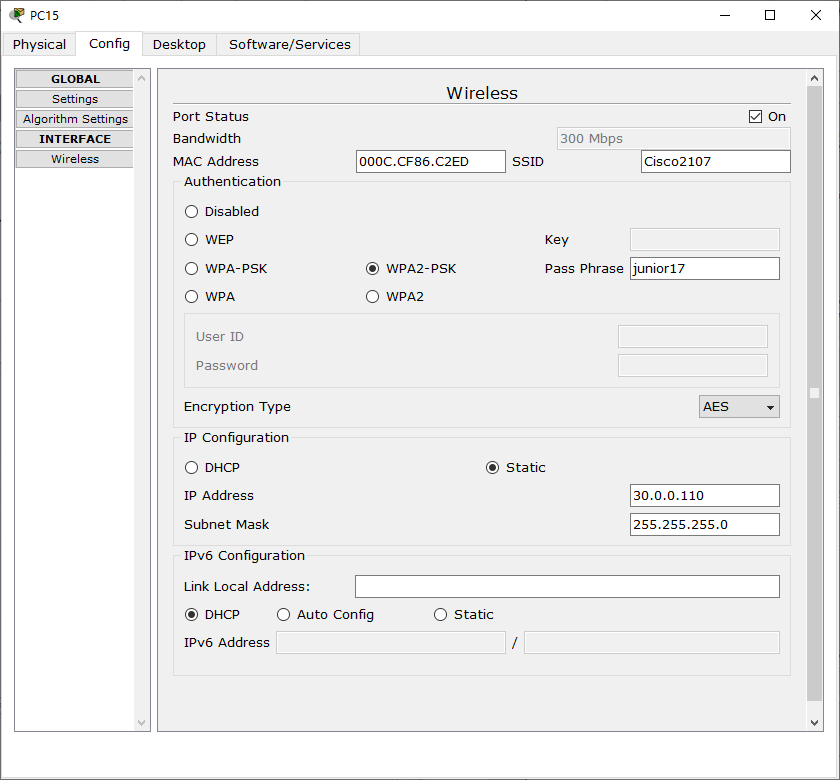 PC15
Physical Config Desktop Software/Services
GLOBAL
Settings
Algorithm Settings
INTERFACE
Wireless
Wireless
Port Status On
Bandwidth 300 Mbps
MAC Address 000C.CF86.C2ED SSID Cisco2107
Authentication
Disabled
WEP Key
WPA-PSK WPA2-PSK Pass Phrase junior17
WPA WPA2
User ID
Password
Encryption Type AES
IP Configuration
DHCP Static
IP Address 30.0.0.110
Subnet Mask 255.255.255.0
IPv6 Configuration
Link Local Address:
DHCP Auto Config Static
IPv6 Address /